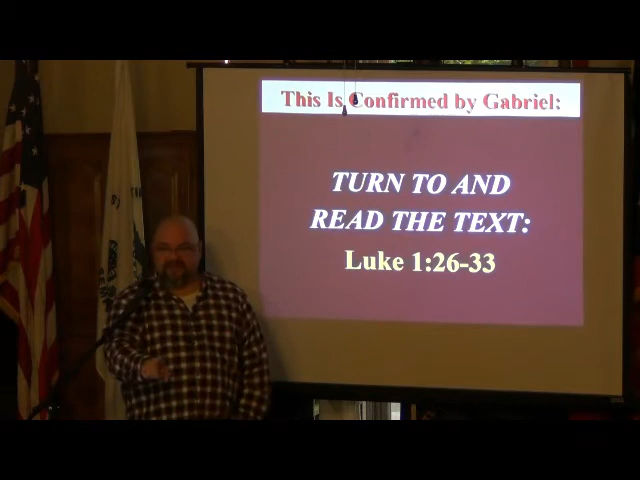 This Is Confirmed by Gabriel:
TURN TO AND
READ THE TEXT:
Luke 1:26-33